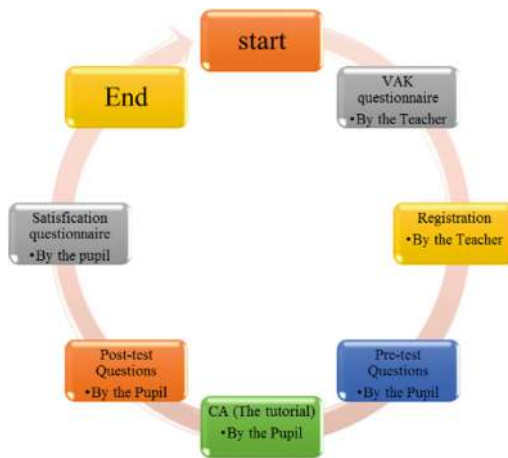 start
VAK
questionnaire
•By the Teacher
Registration
•By the Teacher
Pre-test
Questions
•By the Pupil
CA (The tutorial)
•By the Pupil
Post-test
Questions
•By the Pupil
Satisfication
questionnaire
•By the pupil
End